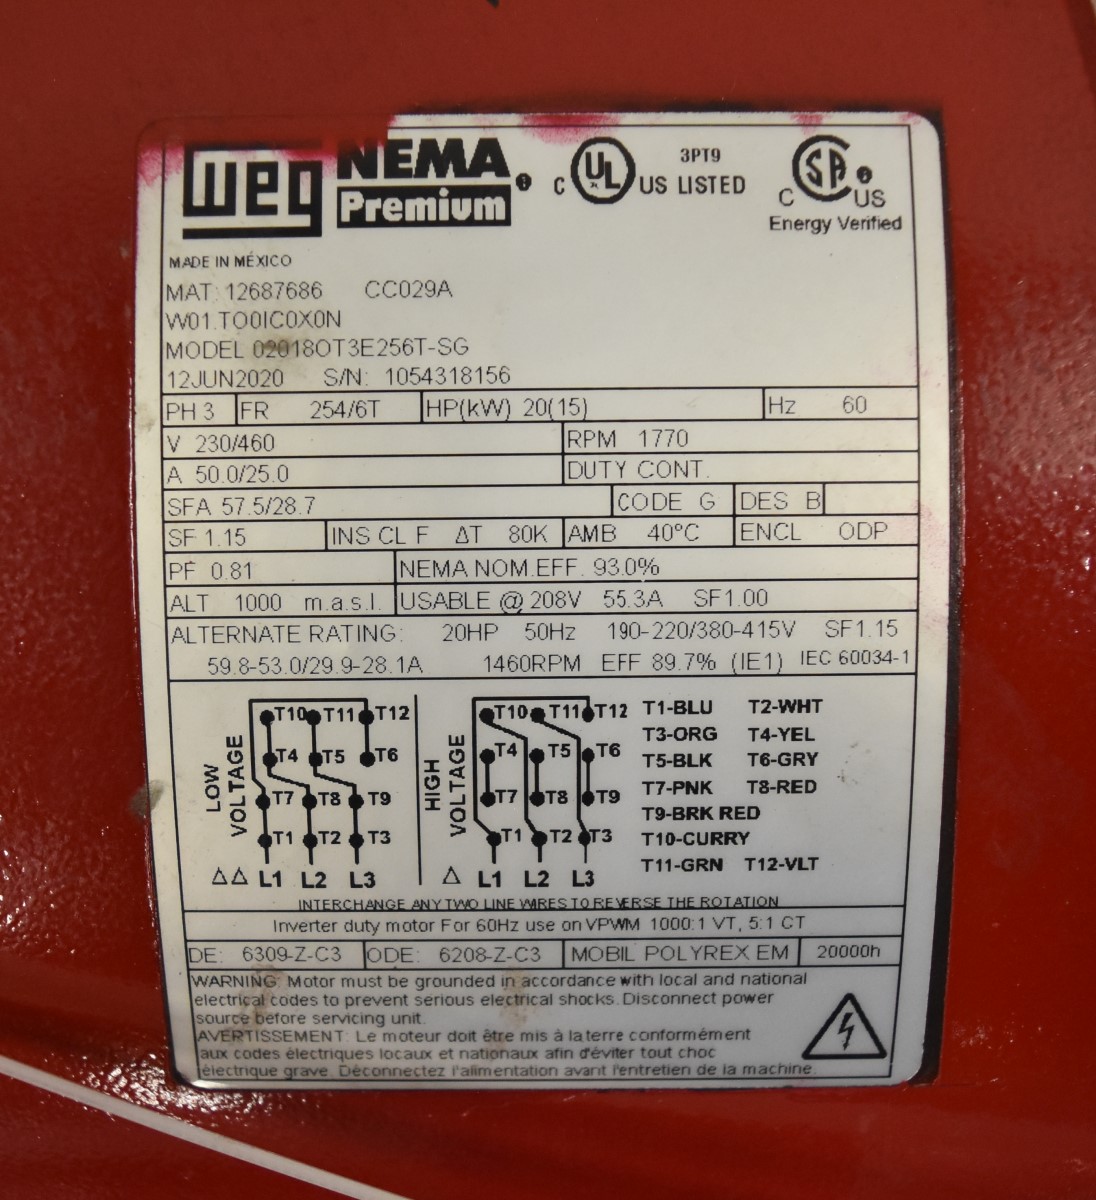 WEG NEMA Premium
C UL US LISTED 3PT9
C SA US
Energy Verified
MADE IN MÉXICO
MAT: 12687686 CC029A
W01.TO0IC0X0N
MODEL 02018OT3E256T-SG
12JUN2020 S/N: 1054318156
PH 3 FR 254/6T HP(kW) 20(15) Hz 60
V 230/460 RPM 1770
A 50.0/25.0 DUTY CONT.
SFA 57.5/28.7 CODE G DES B
SF 1.15 INS CL F ΔT 80K AMB 40°C ENCL ODP
PF 0.81 NEMA NOM.EFF. 93.0%
ALT 1000 m.a.s.l. USABLE @ 208V 55.3A SF1.00
ALTERNATE RATING: 20HP 50Hz 190-220/380-415V SF1.15
59.8-53.0/29.9-28.1A 1460RPM EFF 89.7% (IE1) IEC 60034-1
LOW VOLTAGE
T10 T11 T12
T4 T5 T6
T7 T8 T9
T1 T2 T3
ΔΔ L1 L2 L3
HIGH VOLTAGE
T10 T11 T12
T4 T5 T6
T7 T8 T9
T1 T2 T3
Δ L1 L2 L3
T1-BLU T2-WHT
T3-ORG T4-YEL
T5-BLK T6-GRY
T7-PNK T8-RED
T9-BRK RED
T10-CURRY
T11-GRN T12-VLT
INTERCHANGE ANY TWO LINE WIRES TO REVERSE THE ROTATION
Inverter duty motor For 60Hz use on VPWM 1000:1 VT, 5:1 CT
DE: 6309-Z-C3 ODE: 6208-Z-C3 MOBIL POLYREX EM 20000h
WARNING: Motor must be grounded in accordance with local and national
electrical codes to prevent serious electrical shocks. Disconnect power
source before servicing unit.
AVERTISSEMENT: Le moteur doit être mis à la terre conformément
aux codes électriques locaux et nationaux afin d'éviter tout choc
électrique grave. Déconnectez l'alimentation avant l'entretien de la machine.